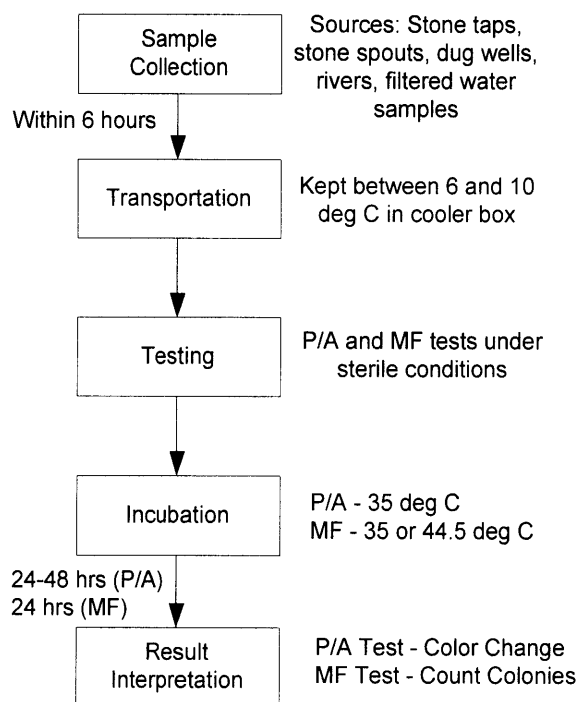 Sample
Collection
Sources: Stone taps,
stone spouts, dug wells,
rivers, filtered water
samples
Within 6 hours
Transportation
Kept between 6 and 10
deg C in cooler box
Testing
P/A and MF tests under
sterile conditions
Incubation
P/A - 35 deg C
MF - 35 or 44.5 deg C
24-48 hrs (P/A)
24 hrs (MF)
Result
Interpretation
P/A Test - Color Change
MF Test - Count Colonies